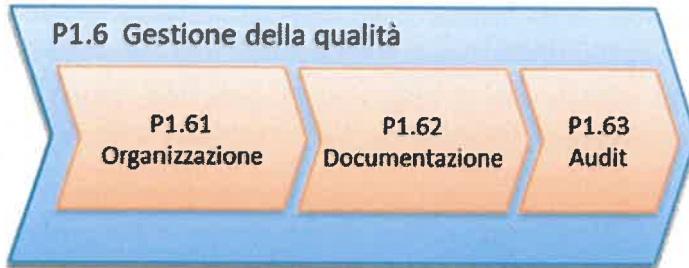 P1.6 Gestione della qualità
P1.61
Organizzazione
P1.62
Documentazione
P1.63
Audit